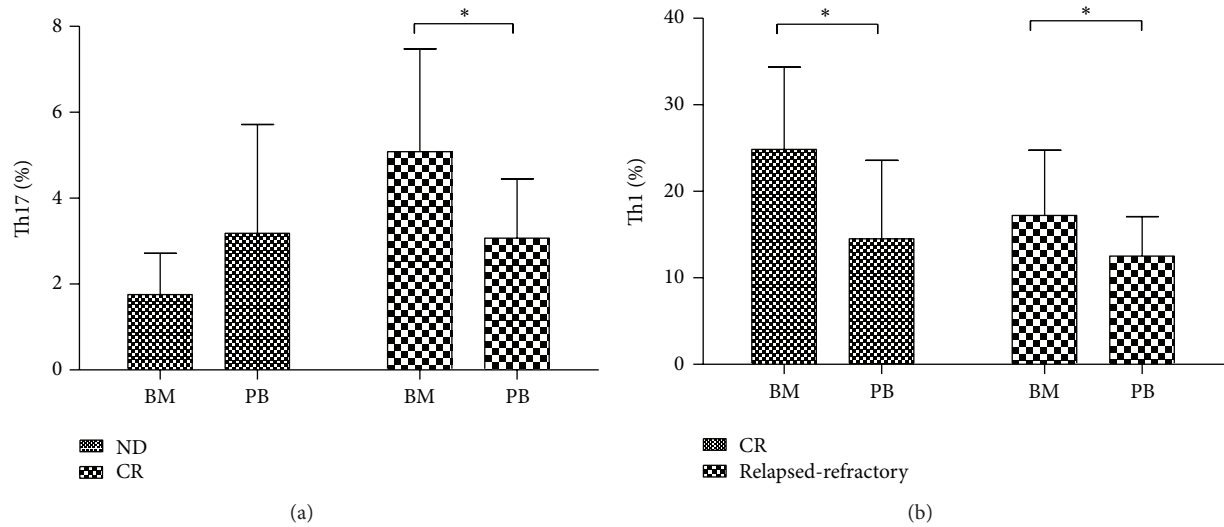 Th17 (%)
8
6
4
2
0
*
BM
PB
BM
PB
ND
CR
(a)
Th1 (%)
40
30
20
10
0
*
*
BM
PB
BM
PB
CR
Relapsed-refractory
(b)